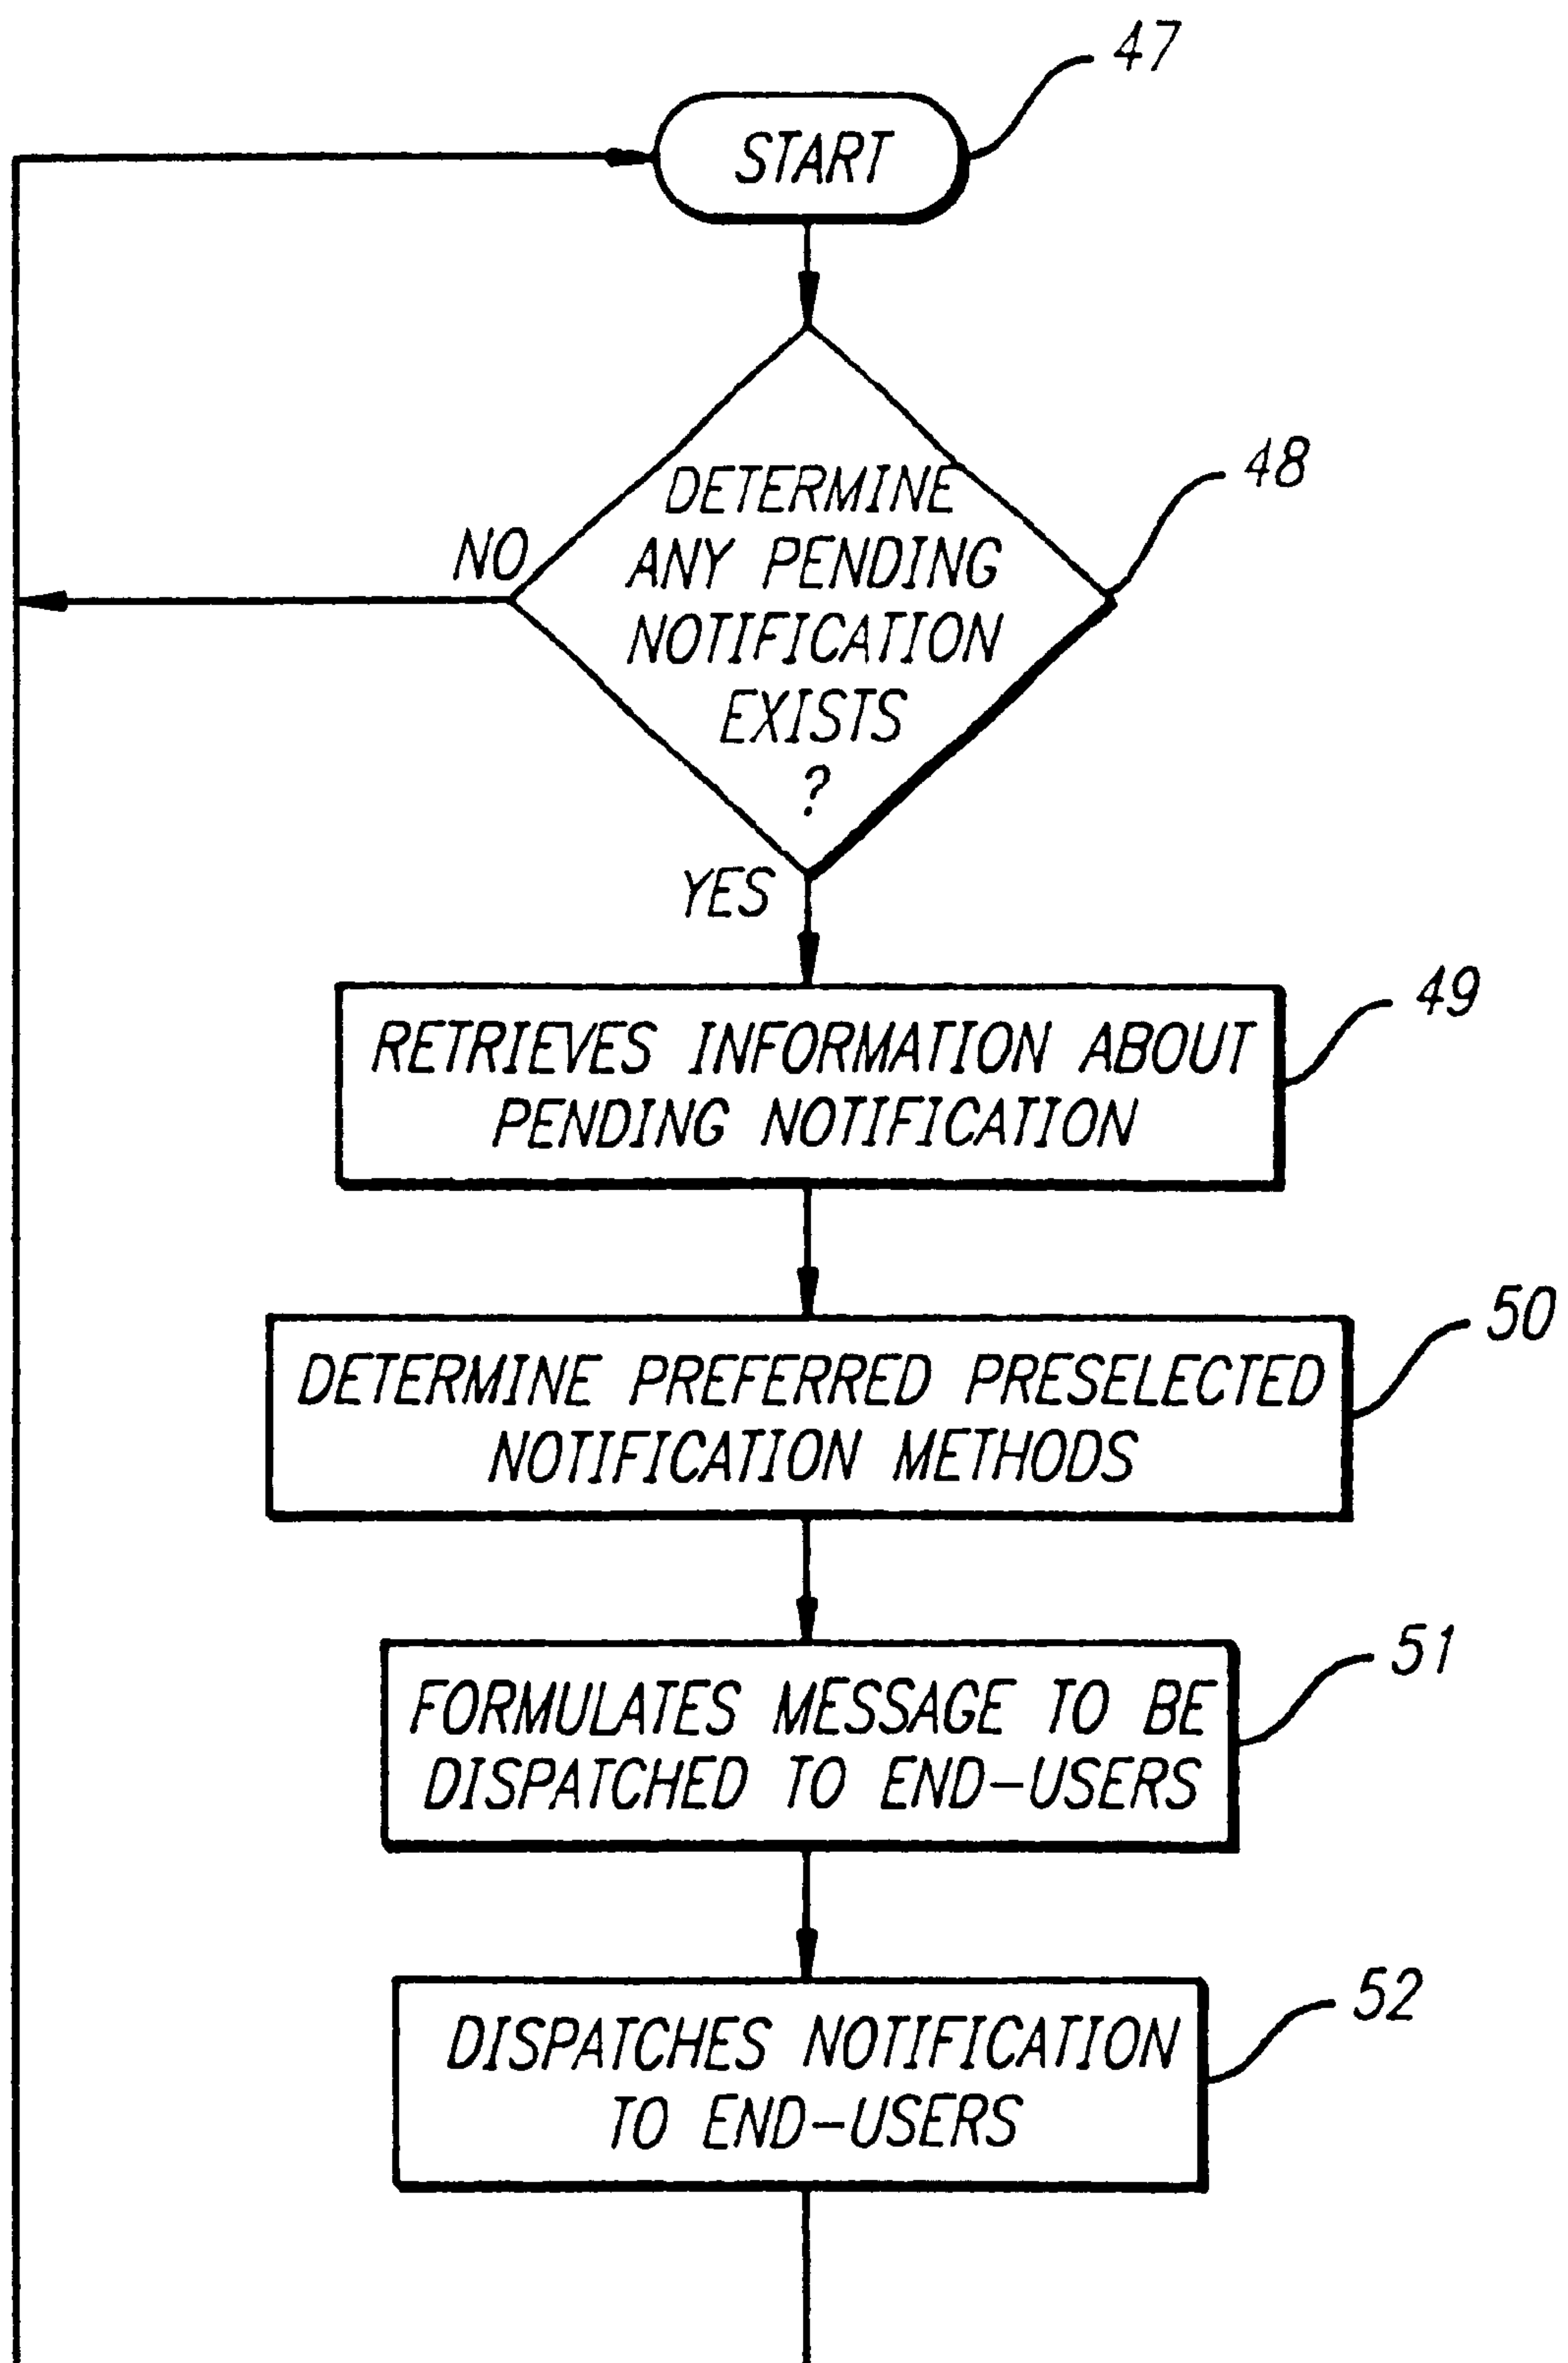 47
START
48
DETERMINE
NO
ANY PENDING
NOTIFICATION
EXISTS
?
YES
49
RETRIEVES INFORMATION ABOUT
PENDING NOTIFICATION
50
DETERMINE PREFERRED PRESELECTED
NOTIFICATION METHODS
51
FORMULATES MESSAGE TO BE
DISPATCHED TO END-USERS
52
DISPATCHES NOTIFICATION
TO END-USERS